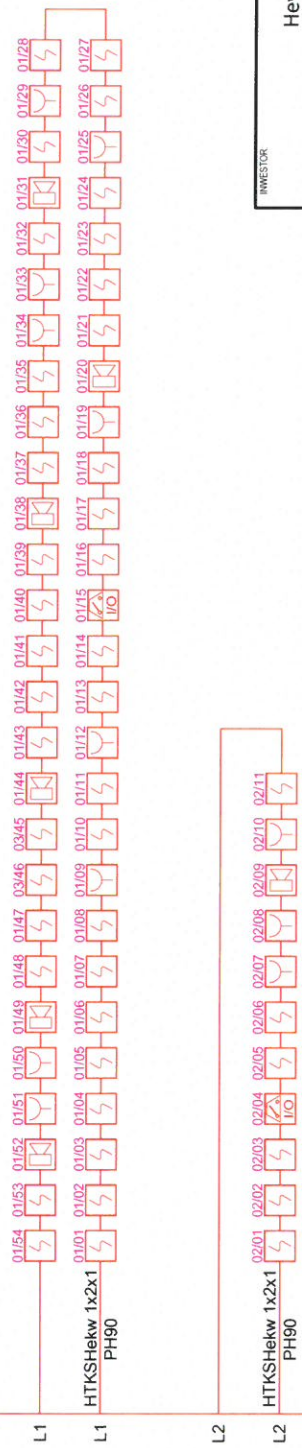 01/54 01/53 01/52 01/51 01/50 01/49 01/48 01/47 03/46 03/45 01/44 01/43 01/42 01/41 01/40 01/39 01/38 01/37 01/36 01/35 01/34 01/33 01/32 01/31 01/30 01/29 01/28
L1
01/01 01/02 01/03 01/04 01/05 01/06 01/07 01/08 01/09 01/10 01/11 01/12 01/13 01/14 01/15 01/16 01/17 01/18 01/19 01/20 01/21 01/22 01/23 01/24 01/25 01/26 01/27
HTKSHekw 1x2x1
L1
PH90
I/O
L2
02/01 02/02 02/03 02/04 02/05 02/06 02/07 02/08 02/09 02/10 02/11
HTKSHekw 1x2x1
L2
PH90
I/O
INWESTOR